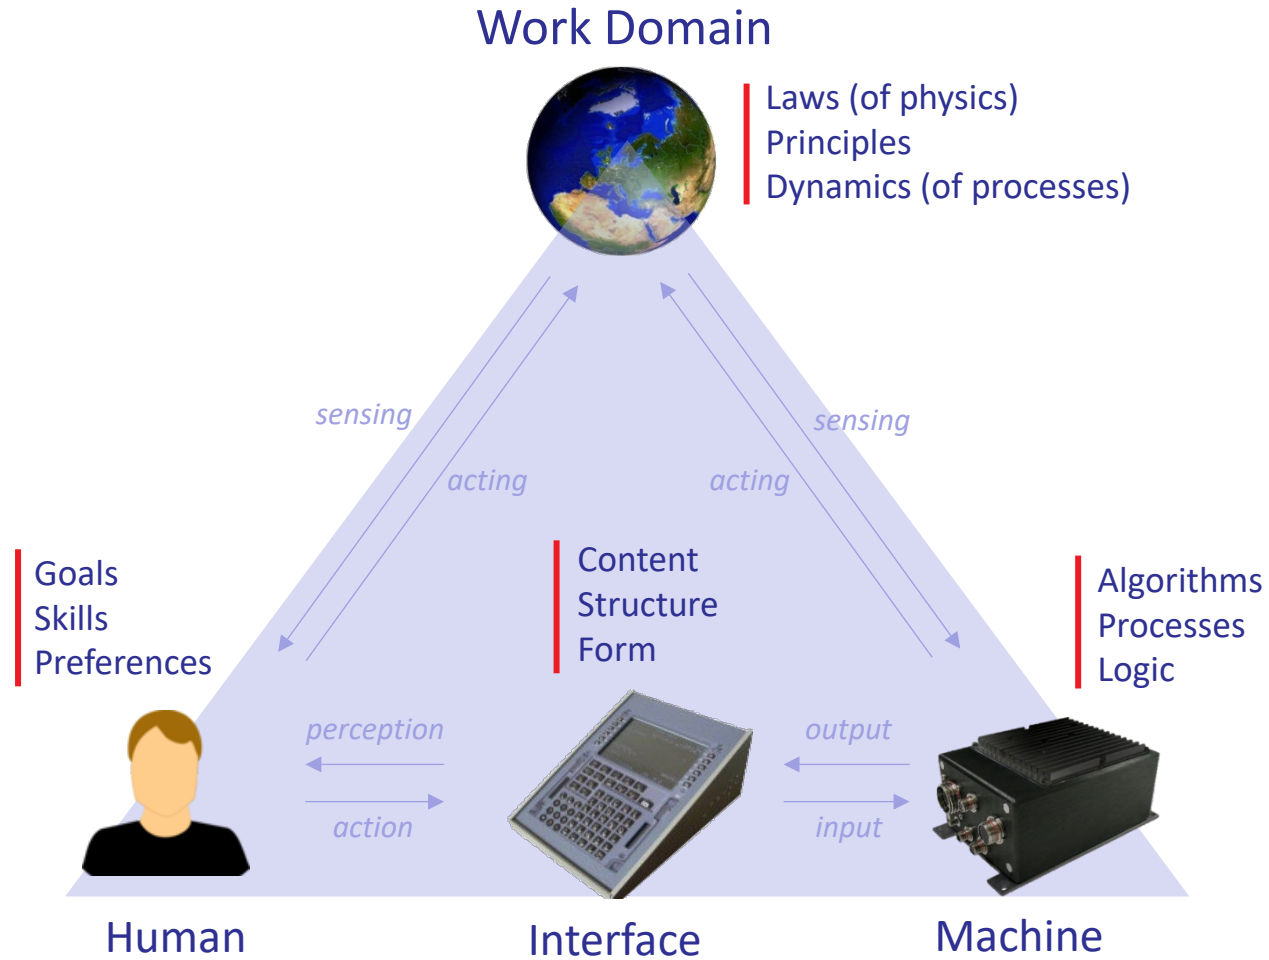 Work Domain
Laws (of physics)
Principles
Dynamics (of processes)
sensing
sensing
acting
acting
Goals
Skills
Preferences
Content
Structure
Form
Algorithms
Processes
Logic
perception
action
output
input
Human
Interface
Machine